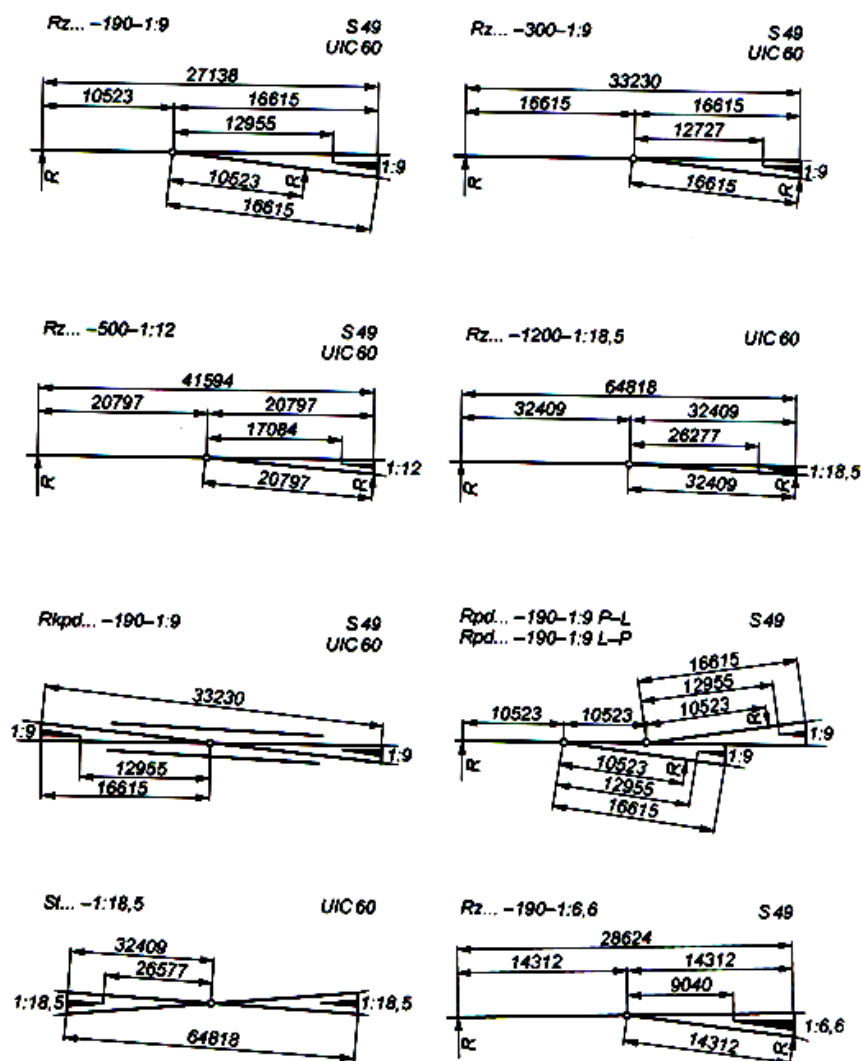 Rz... –190–1:9 S 49
UIC 60
27138
10523 16615
12955
1:9
R
10523 R
16615
Rz... –300–1:9 S 49
UIC 60
33230
16615 16615
12727
1:9
R R
16615
Rz... –500–1:12 S 49
UIC 60
41594
20797 20797
17084
1:12
R R
20797
Rz... –1200–1:18,5 UIC 60
64818
32409 32409
26277
1:18,5
R R
32409
Rkpd... –190–1:9 S 49
UIC 60
33230
1:9
1:9
12955
16615
Rpd... –190–1:9 P–L S 49
Rpd... –190–1:9 L–P
16615
12955
10523 10523 10523 R
1:9
R 10523 R 1:9
12955
16615
St... –1:18,5 UIC 60
32409
26577
1:18,5 1:18,5
64818
Rz... –190–1:6,6 S 49
28624
14312 14312
9040
1:6,6
R R
14312